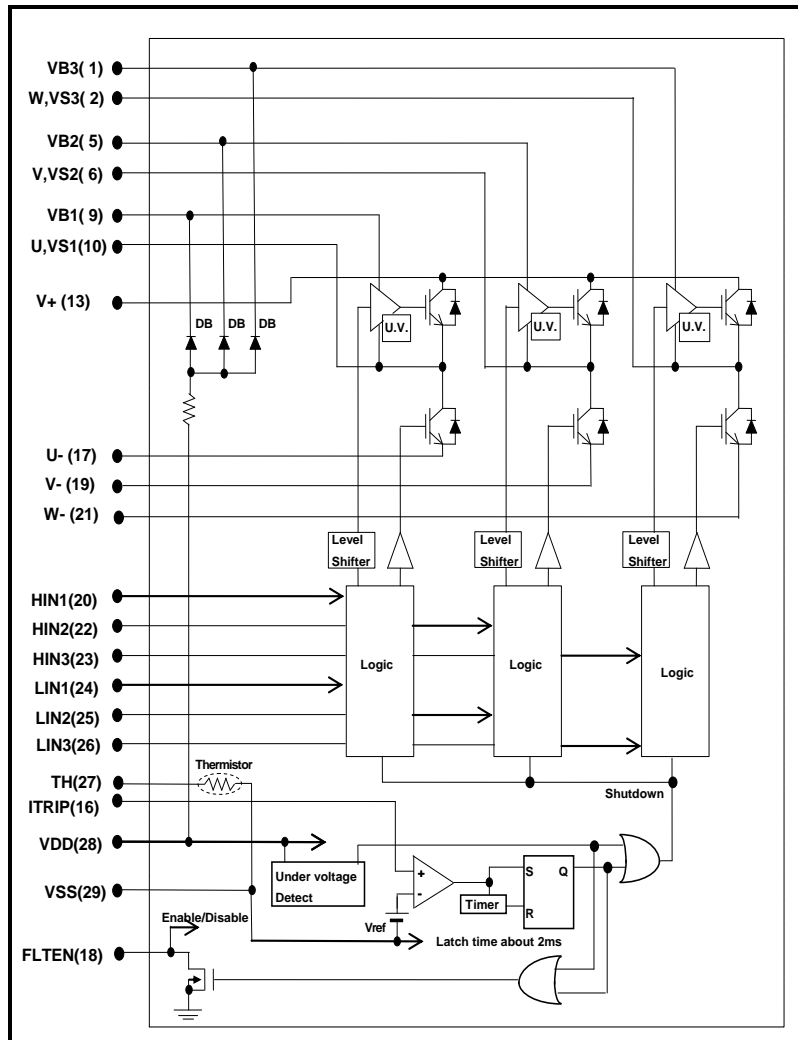 VB3( 1)
W,VS3( 2)
VB2( 5)
V,VS2( 6)
VB1( 9)
U,VS1(10)
V+ (13)
DB DB DB
U.V. U.V. U.V.
U- (17)
V- (19)
W- (21)
Level Shifter
Level Shifter
Level Shifter
HIN1(20)
HIN2(22)
HIN3(23)
LIN1(24)
LIN2(25)
LIN3(26)
Logic Logic Logic
TH(27)
Thermistor
Shutdown
ITRIP(16)
VDD(28)
Under voltage
Detect
+
-
S Q
Timer
R
VSS(29)
Vref
Enable/Disable
Latch time about 2ms
FLTEN(18)